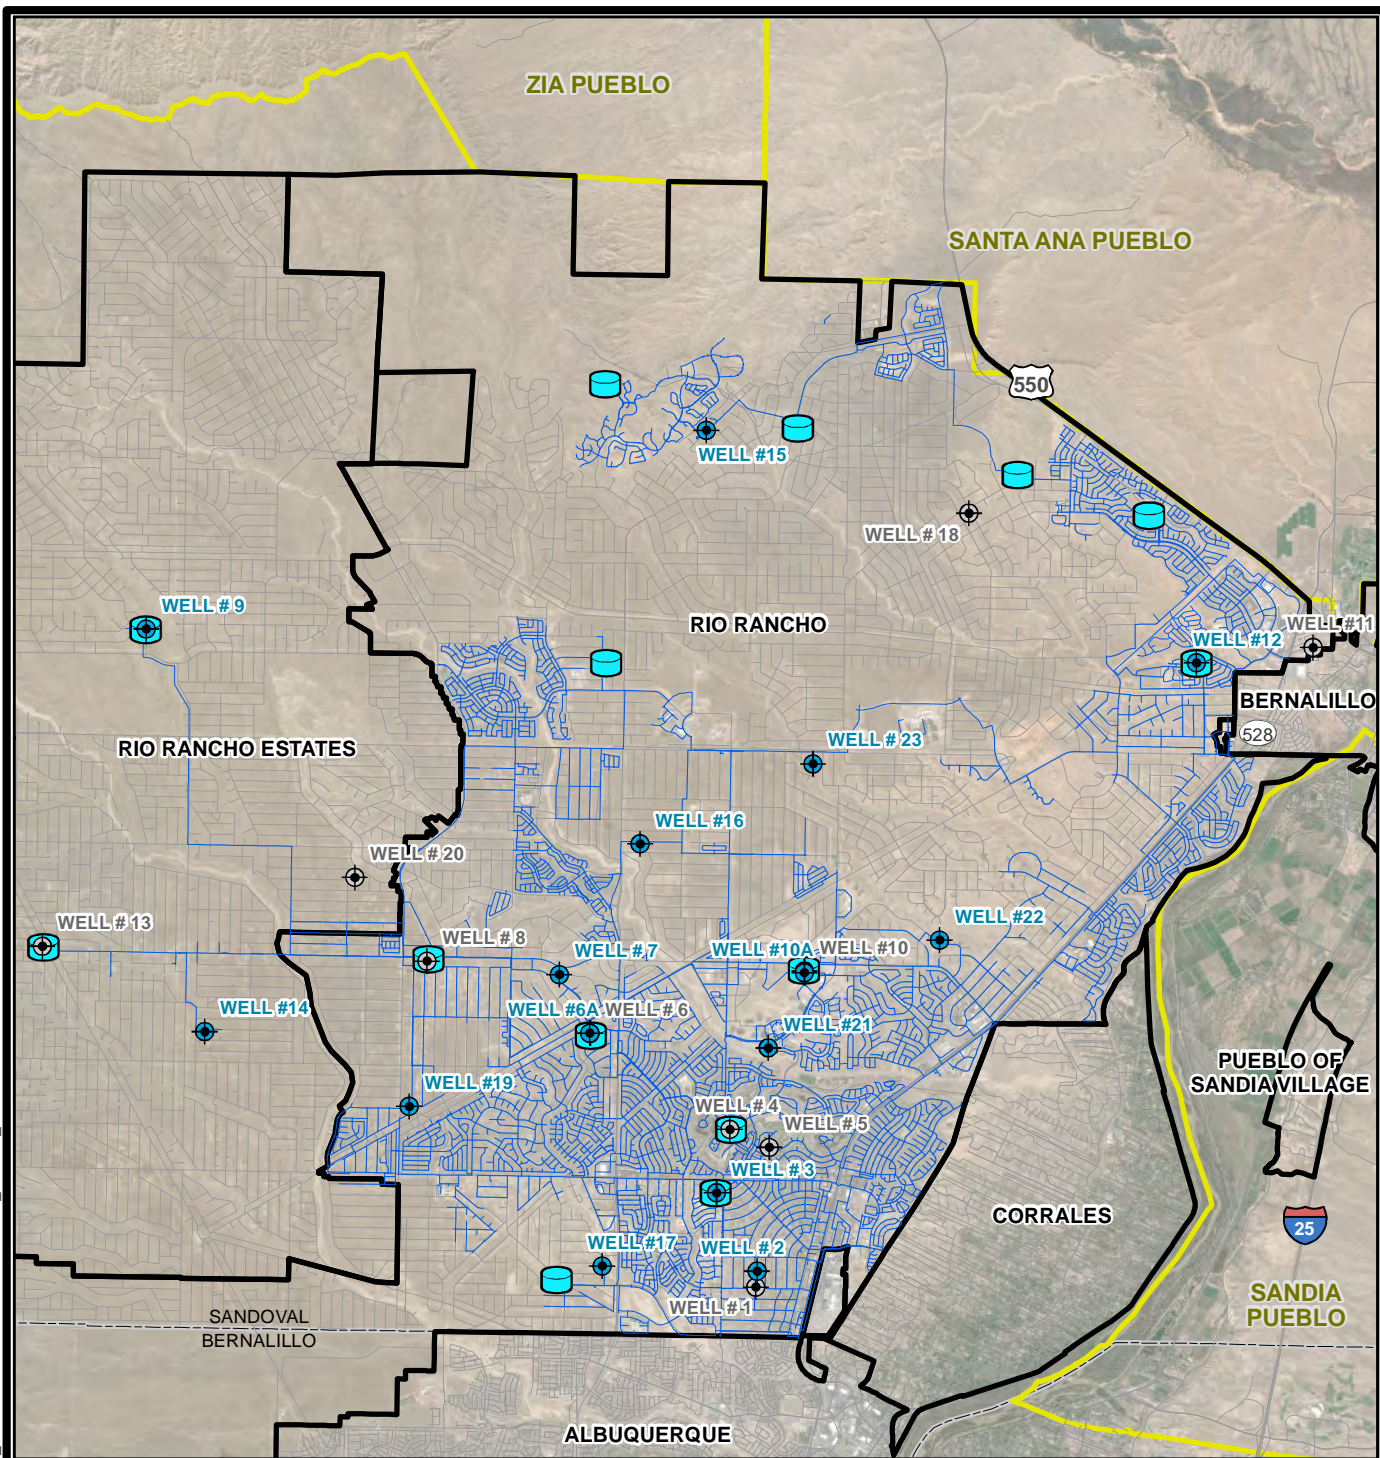 ZIA PUEBLO
SANTA ANA PUEBLO
550
WELL #15
WELL # 18
WELL # 9
RIO RANCHO
WELL #11
WELL #12
BERNALILLO
528
RIO RANCHO ESTATES
WELL # 23
WELL #16
WELL # 20
WELL # 13
WELL # 8
WELL # 7
WELL #10A
WELL #10
WELL #22
WELL #14
WELL #6A
WELL # 6
WELL #21
PUEBLO OF
SANDIA VILLAGE
WELL #19
WELL # 4
WELL # 5
WELL # 3
CORRALES
25
WELL #17
WELL # 2
WELL # 1
SANDIA
PUEBLO
SANDOVAL
BERNALILLO
ALBUQUERQUE